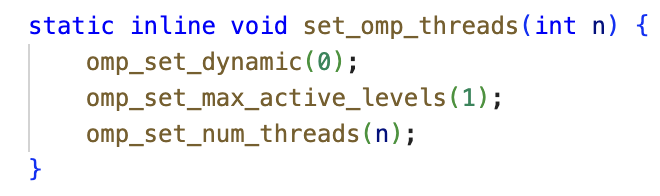 static inline void set_omp_threads(int n) {
    omp_set_dynamic(0);
    omp_set_max_active_levels(1);
    omp_set_num_threads(n);
}